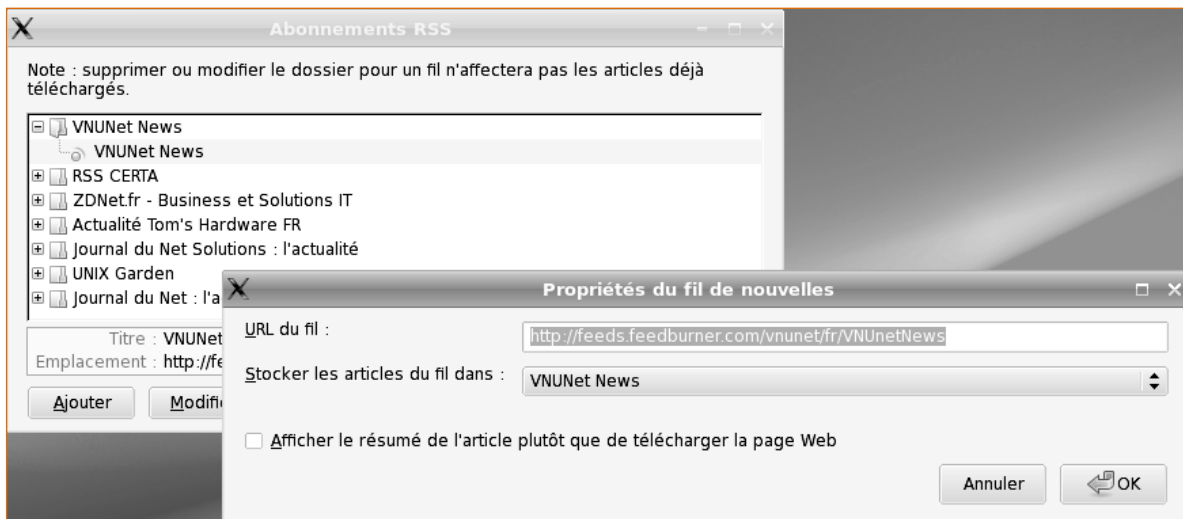 Abonnements RSS
Note : supprimer ou modifier le dossier pour un fil n'affectera pas les articles déjà
téléchargés.
VNUNet News
VNUNet News
RSS CERTA
ZDNet.fr - Business et Solutions IT
Actualité Tom's Hardware FR
Journal du Net Solutions : l'actualité
UNIX Garden
Journal du Net : l'a
Titre : VNUNet
Emplacement : http://fe
Ajouter
Modifi
Propriétés du fil de nouvelles
URL du fil :
http://feeds.feedburner.com/vnunet/fr/VNUnetNews
Stocker les articles du fil dans :
VNUNet News
Afficher le résumé de l'article plutôt que de télécharger la page Web
Annuler
OK